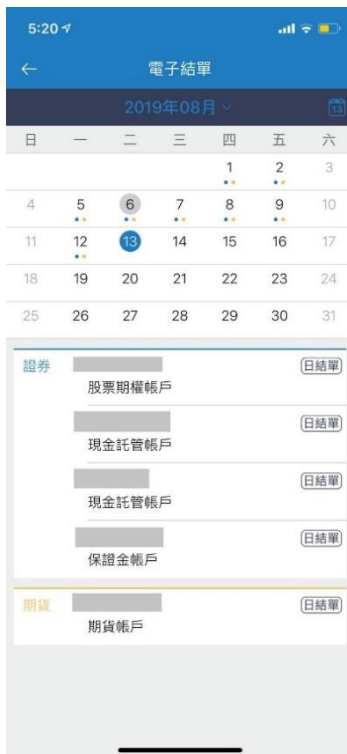 5:20
電子結單
2019年08月
13
日 一 二 三 四 五 六
1 2 3
4 5 6 7 8 9 10
11 12 13 14 15 16 17
18 19 20 21 22 23 24
25 26 27 28 29 30 31
證券 日結單
股票期權帳戶
日結單
現金託管帳戶
日結單
現金託管帳戶
日結單
保證金帳戶
期貨 日結單
期貨帳戶